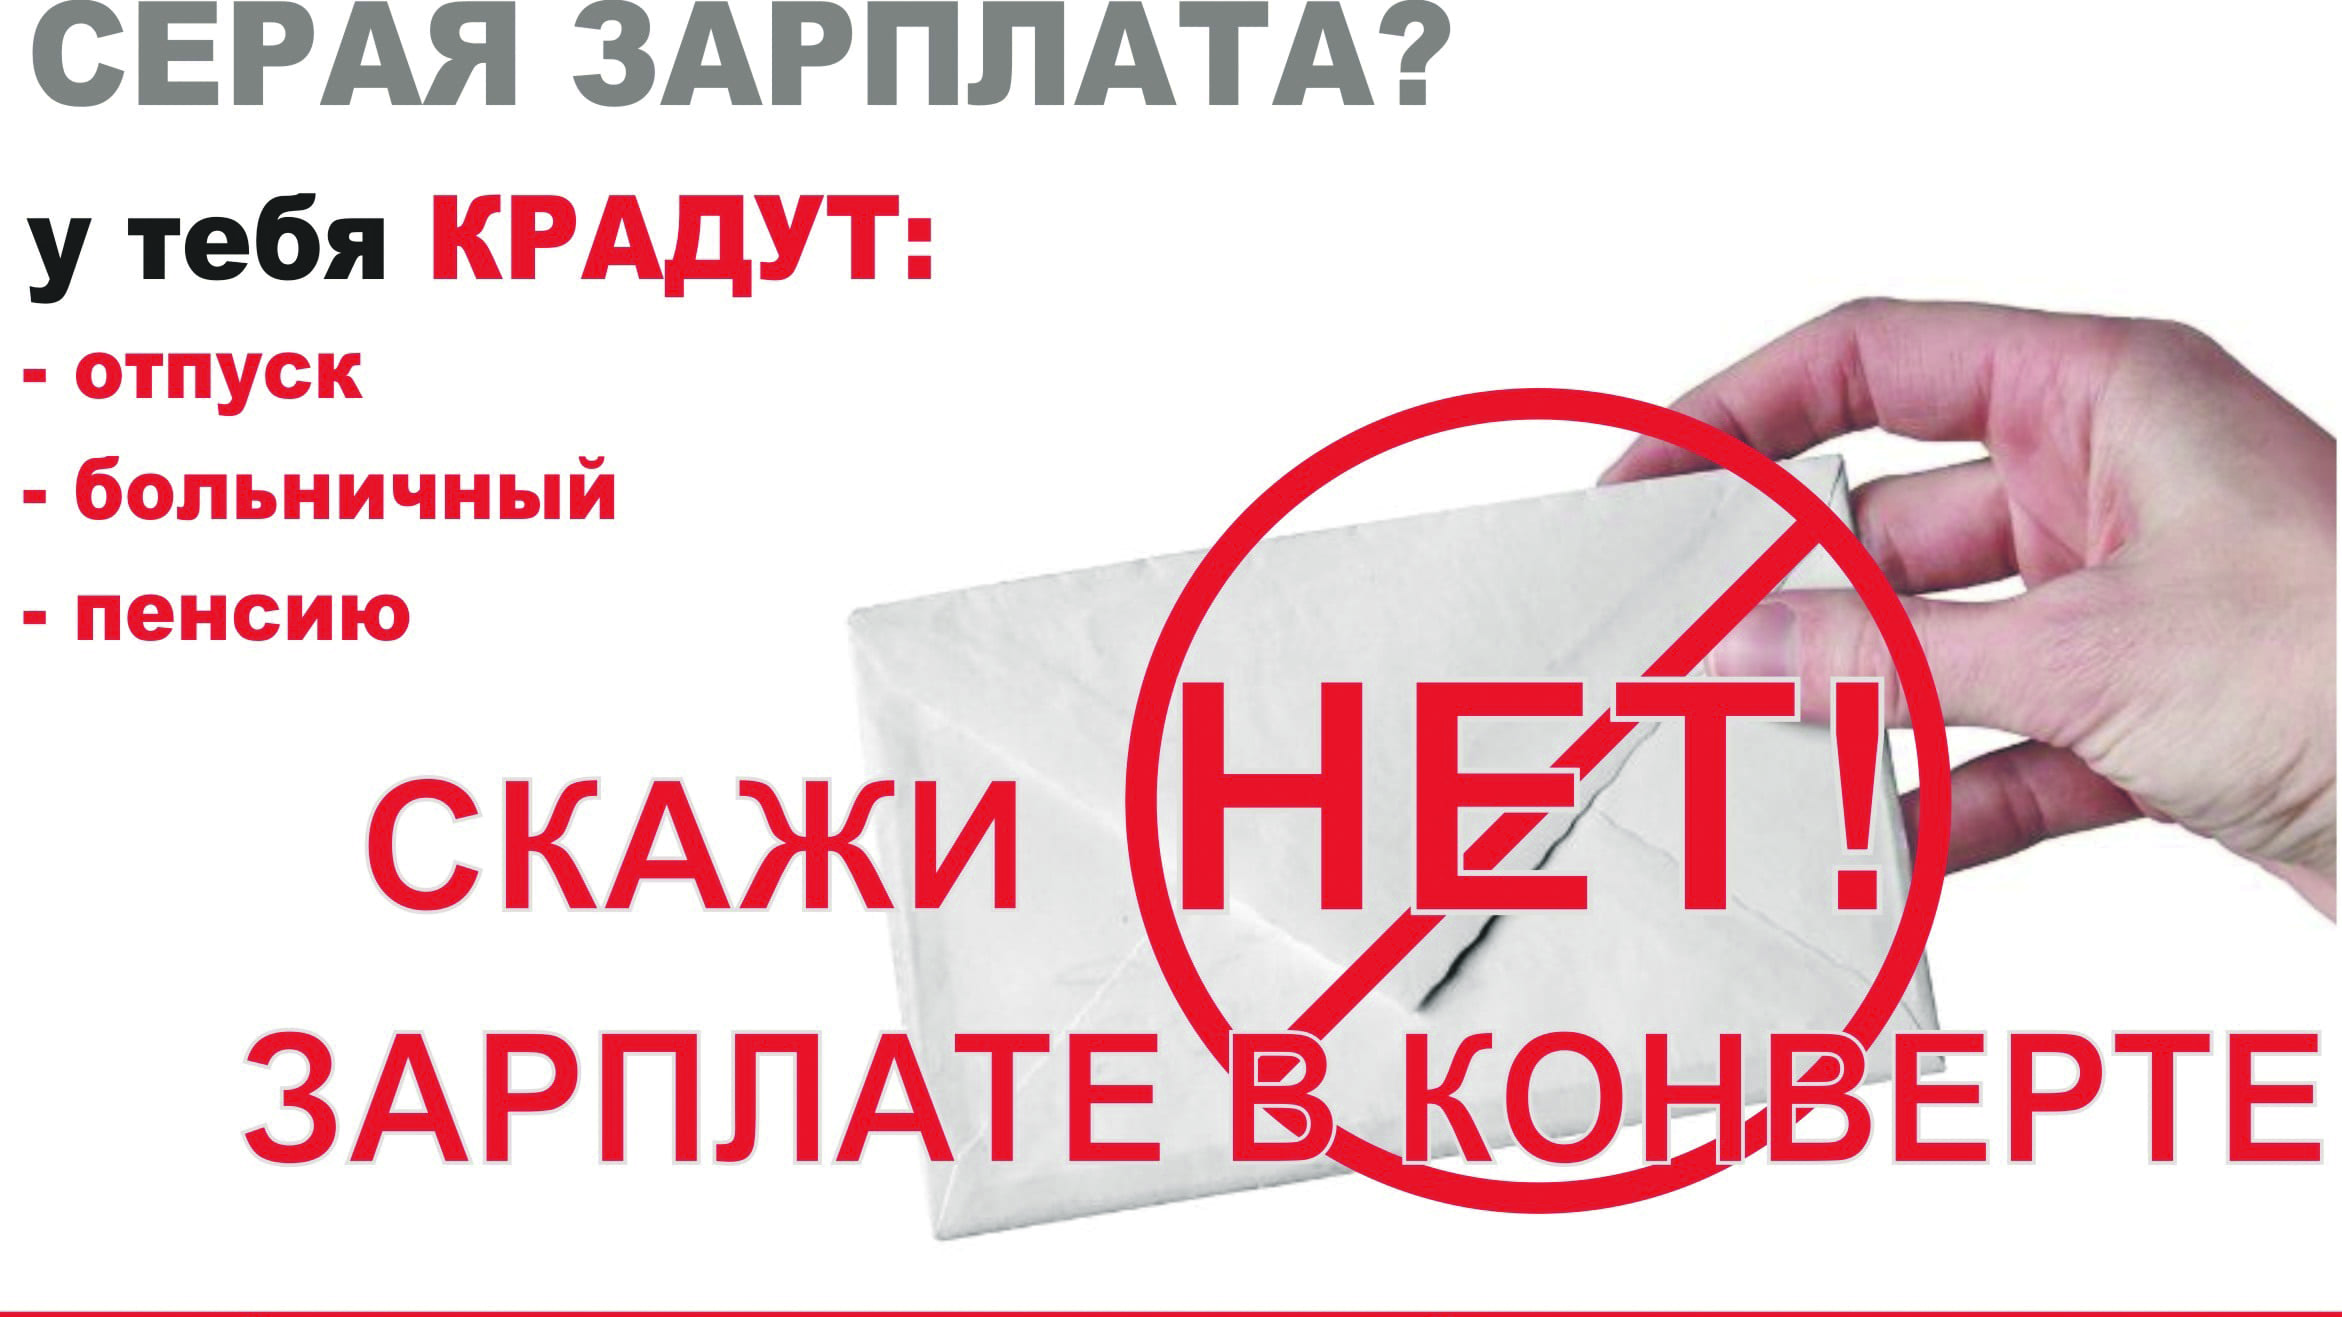 СЕРАЯ ЗАРПЛАТА?
у тебя КРАДУТ:
- отпуск
- больничный
- пенсию
СКАЖИ НЕТ!
ЗАРПЛАТЕ В КОНВЕРТЕ